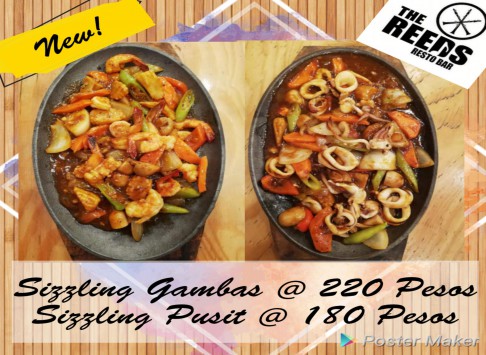 New!
THE
REEDS
RESTO BAR
Sizzling Gambas @ 220 Pesos
Sizzling Pusit @ 180 Pesos
Poster Maker